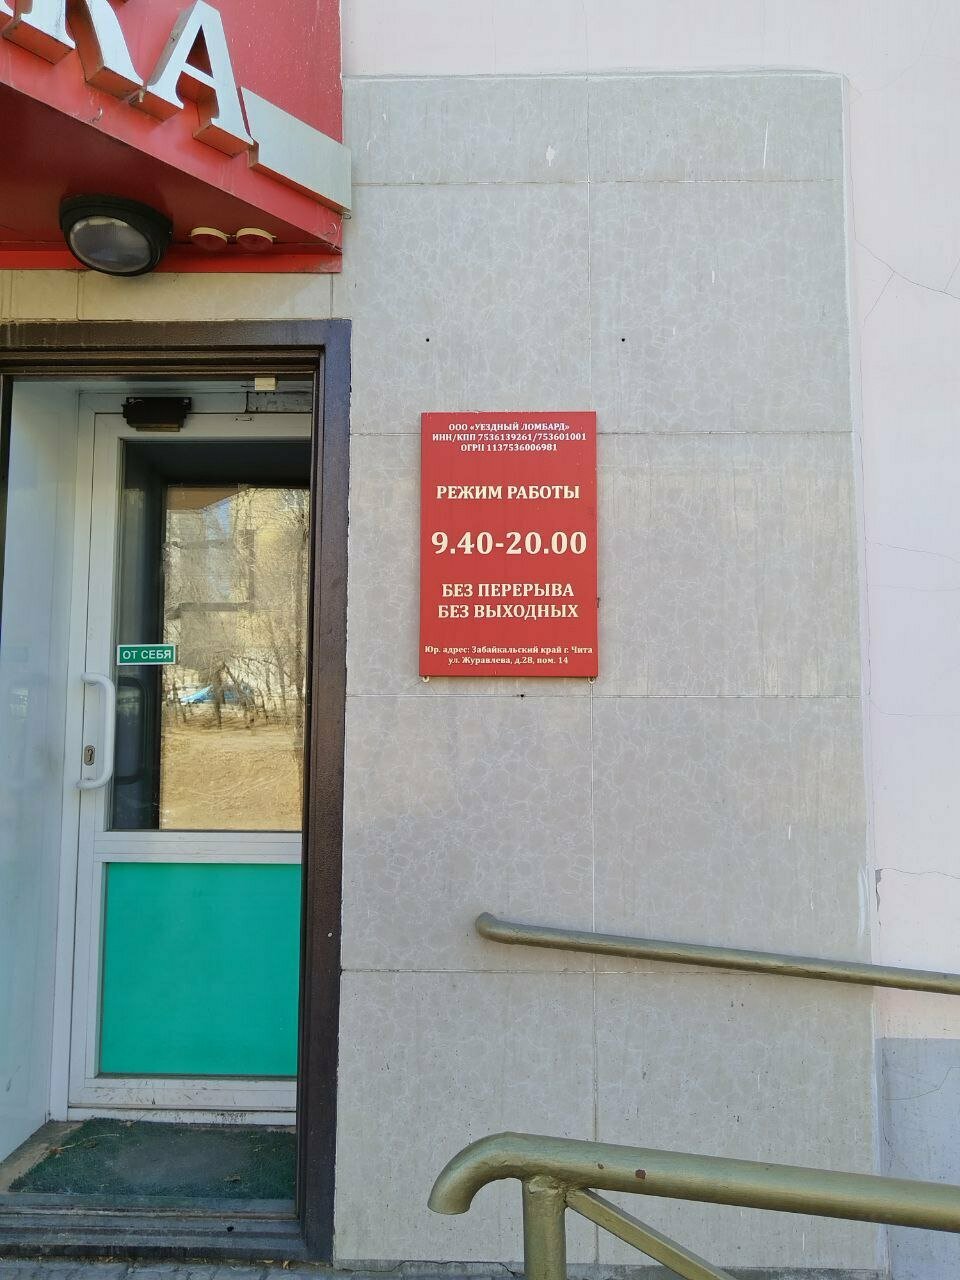 ООО «УЕЗДНЫЙ ЛОМБАРД»
ИНН/КПП 7536139261/753601001
ОГРН 1137536006981
РЕЖИМ РАБОТЫ
9.40-20.00
БЕЗ ПЕРЕРЫВА
БЕЗ ВЫХОДНЫХ
Юр. адрес: Забайкальский край г. Чита
ул. Журавлева, д.28, пом. 14
ОТ СЕБЯ